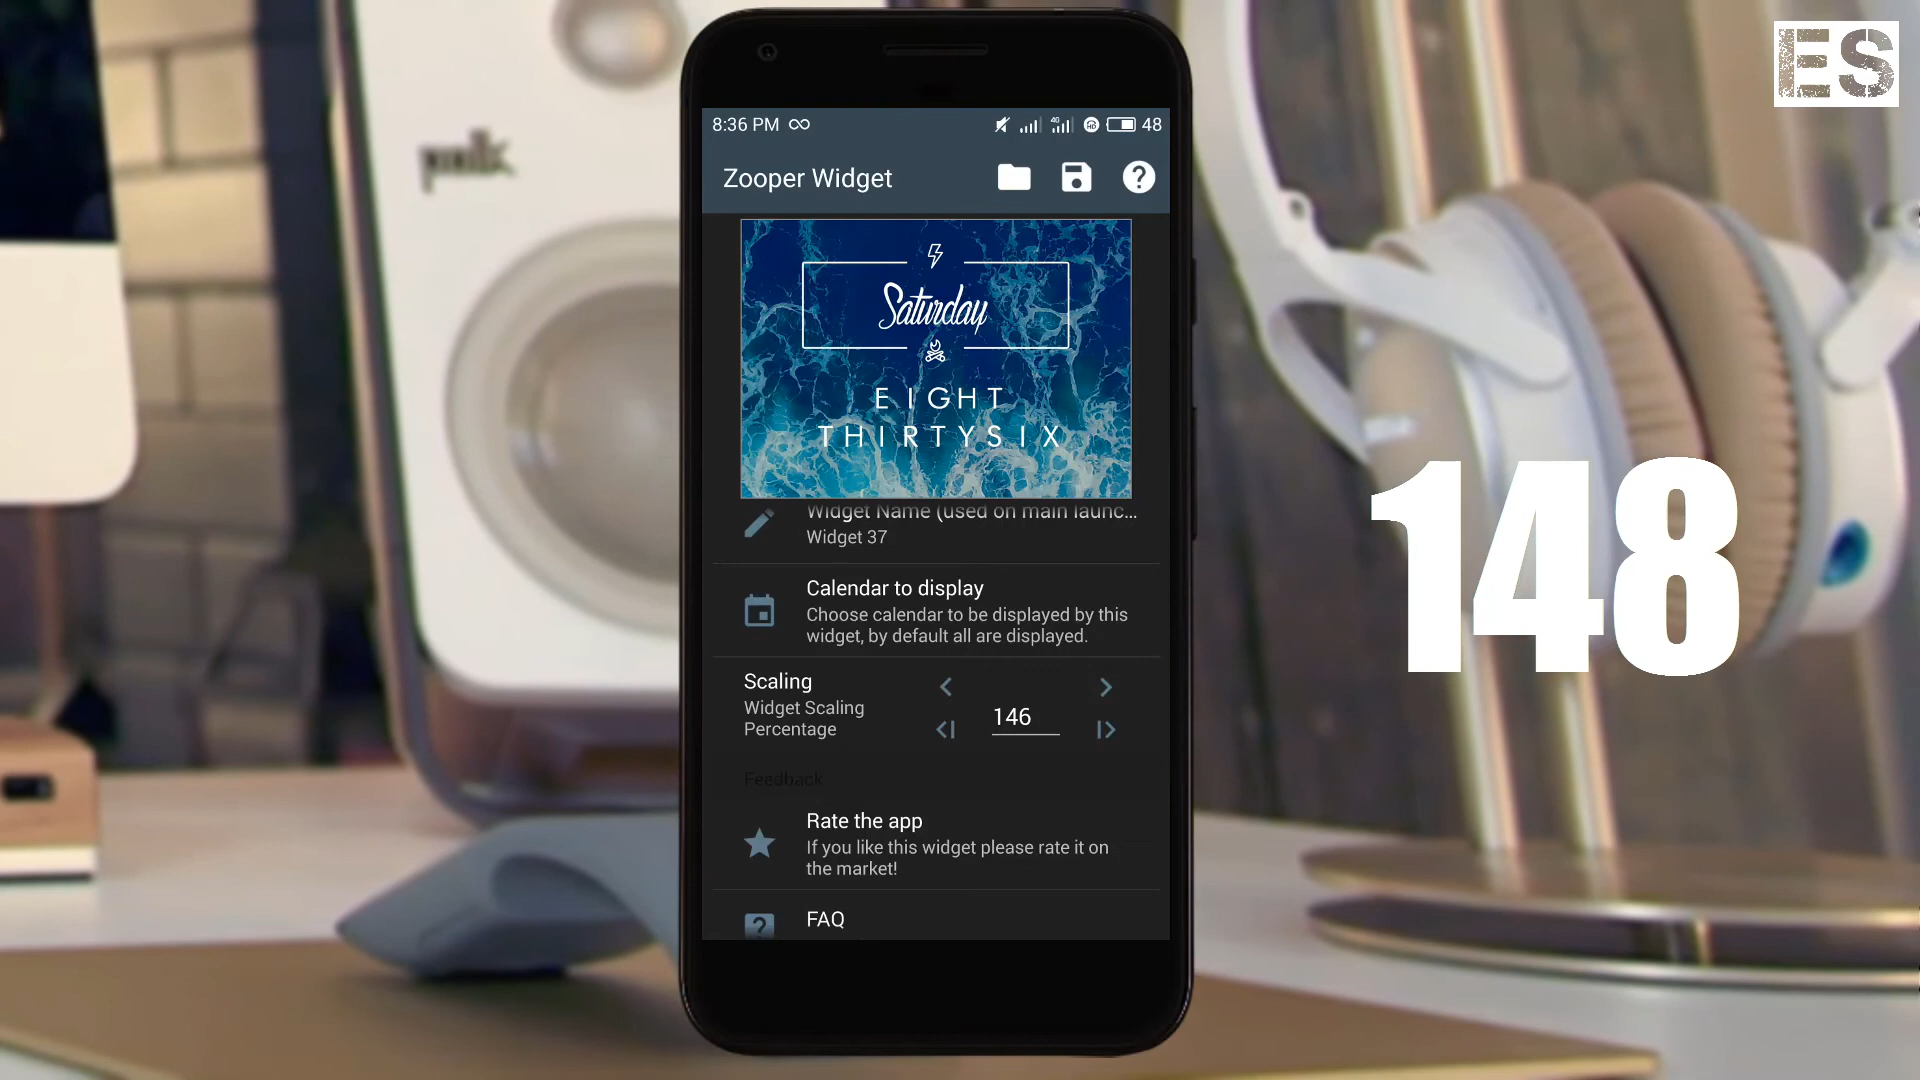 ES
polk
8:36 PM
4G
48
Zooper Widget
Saturday
EIGHT
THIRTYSIX
Widget Name (used on main launc...
Widget 37
Calendar to display
Choose calendar to be displayed by this
widget, by default all are displayed.
Scaling
Widget Scaling
Percentage
146
Feedback
Rate the app
If you like this widget please rate it on
the market!
FAQ
148